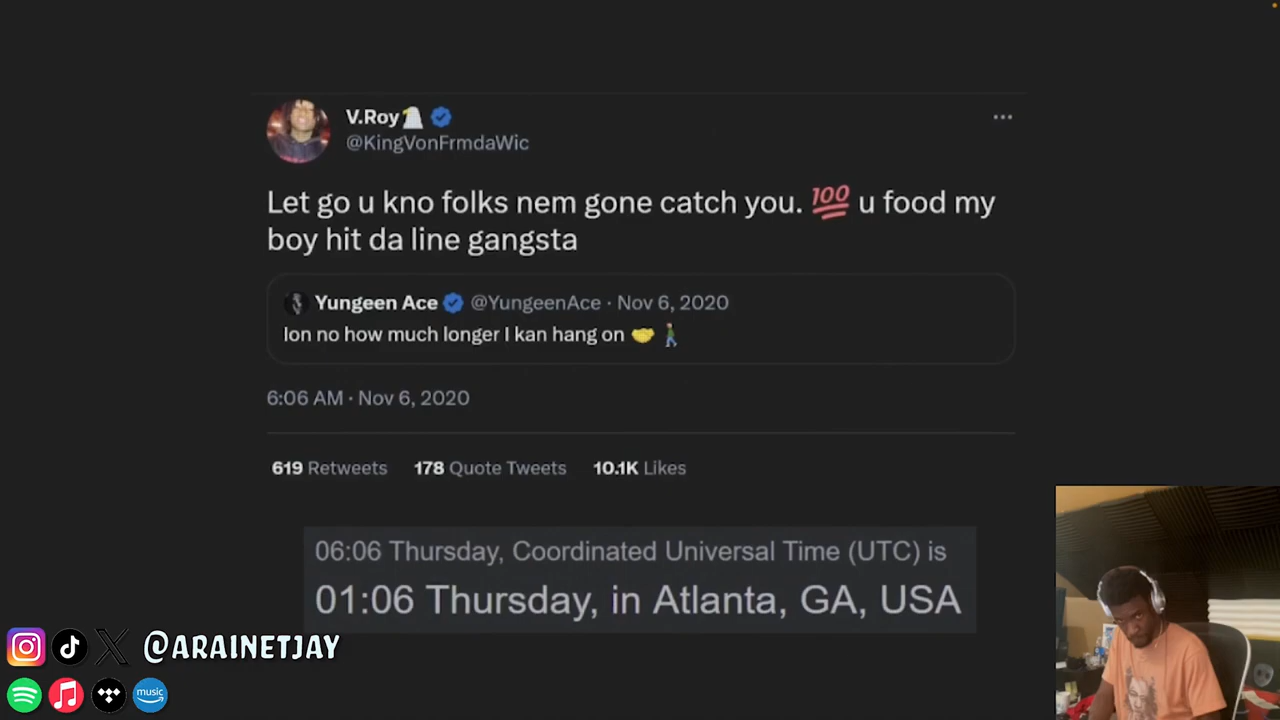 V.Roy
@KingVonFrmdaWic
Let go u kno folks nem gone catch you. 💯 u food my
boy hit da line gangsta
Yungeen Ace @YungeenAce · Nov 6, 2020
Ion no how much longer I kan hang on 🤝 🚶
6:06 AM · Nov 6, 2020
619 Retweets 178 Quote Tweets 10.1K Likes
06:06 Thursday, Coordinated Universal Time (UTC) is
01:06 Thursday, in Atlanta, GA, USA
@ARAINETJAY
music